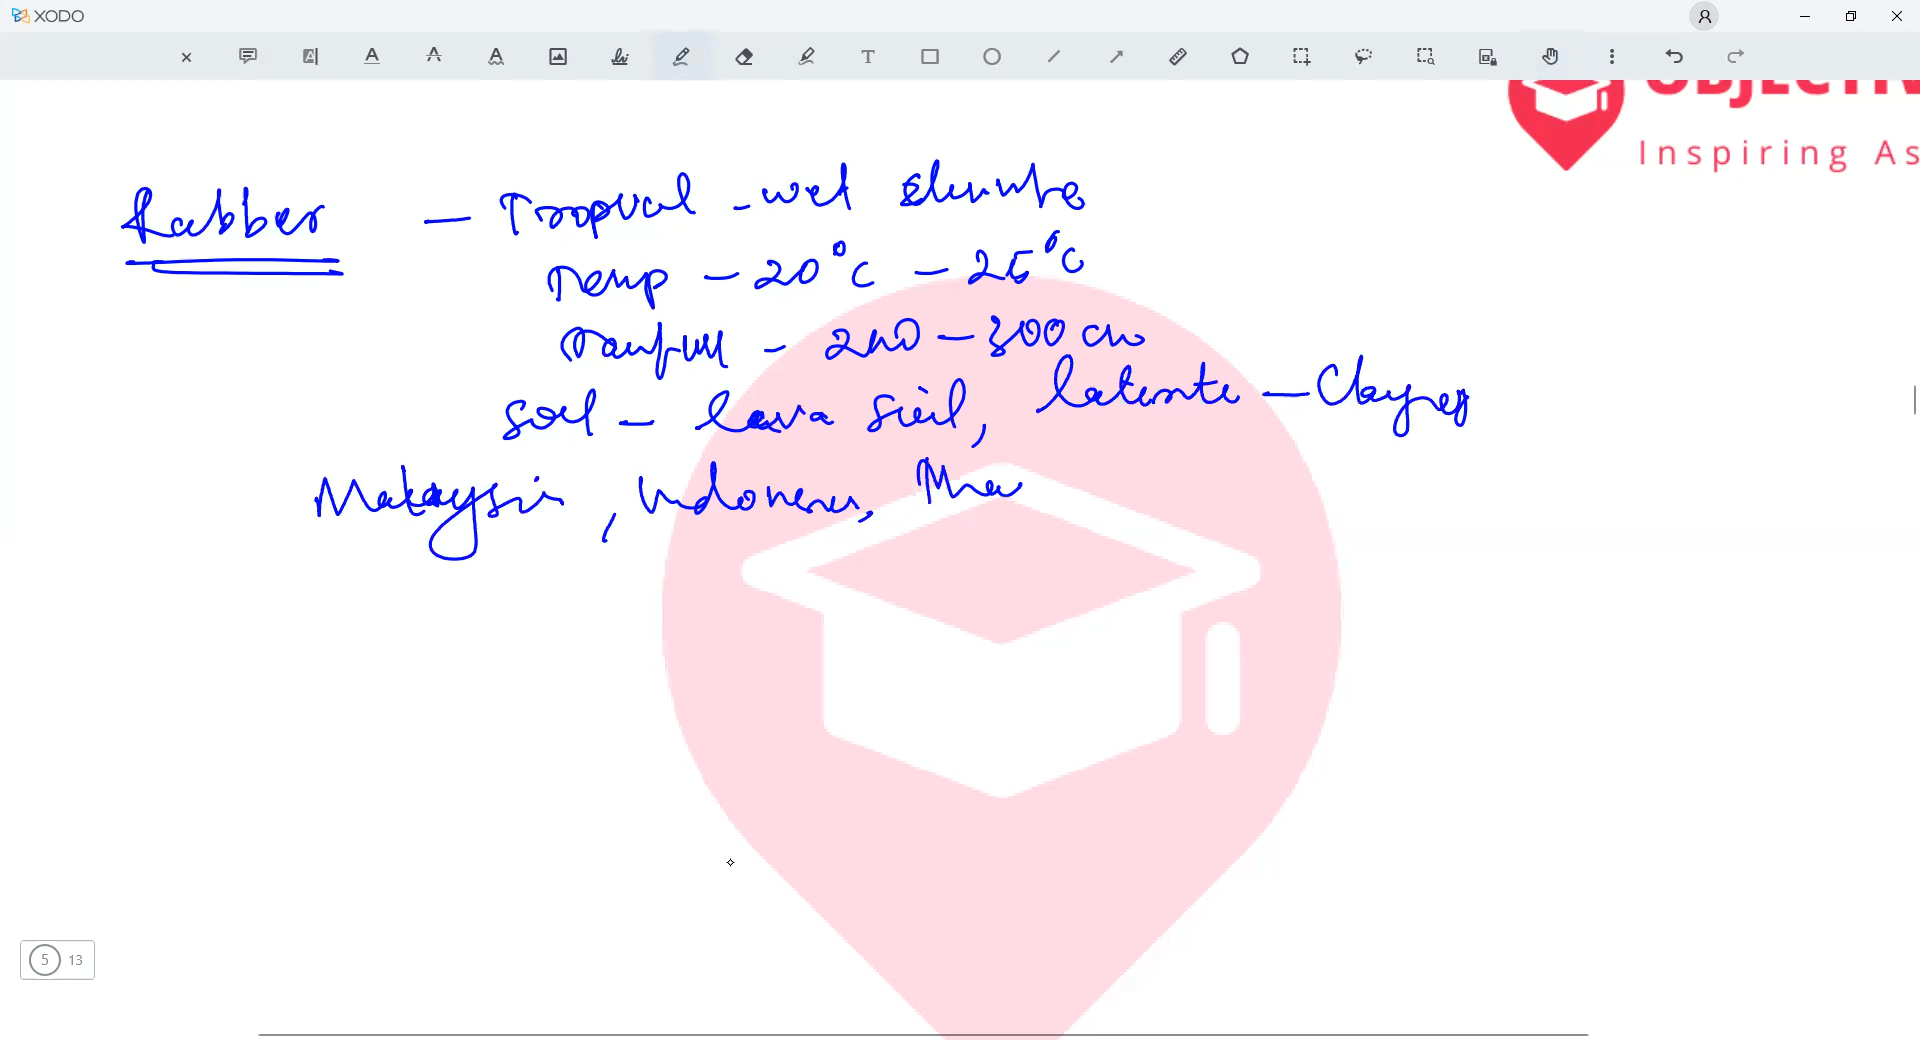 XODO
OBJECTIV
Inspiring As
Rubber — Tropical - wet climate
Temp - 20°C - 25°C
rainfall - 200 - 300 cm
soil - lava soil, laterite - Clayey
Malaysia, Indonesia,
5 13